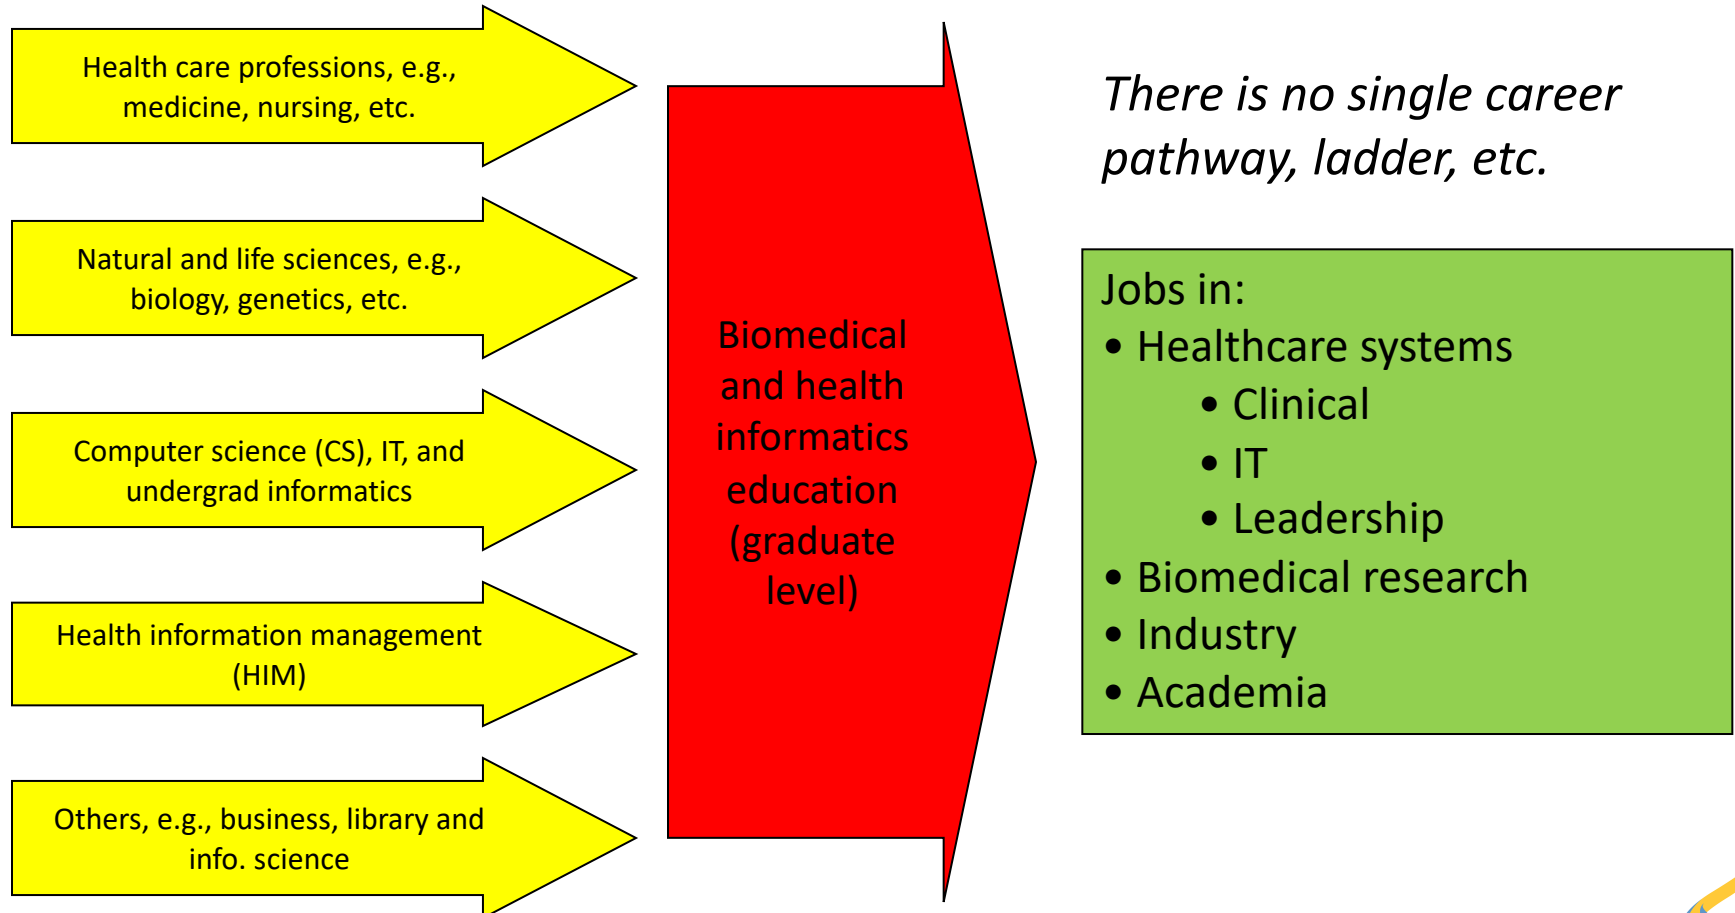 Health care professions, e.g.,
medicine, nursing, etc.
Natural and life sciences, e.g.,
biology, genetics, etc.
Computer science (CS), IT, and
undergrad informatics
Health information management
(HIM)
Others, e.g., business, library and
info. science
Biomedical
and health
informatics
education
(graduate
level)
There is no single career
pathway, ladder, etc.
Jobs in:
• Healthcare systems
• Clinical
• IT
• Leadership
• Biomedical research
• Industry
• Academia